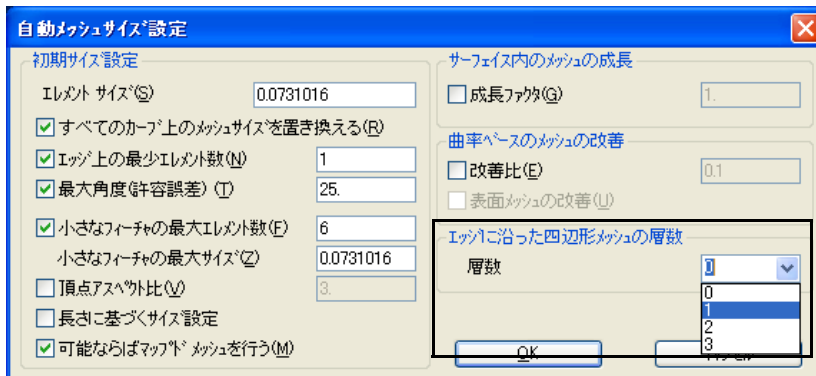 自動メッシュサイズ設定
初期サイズ設定
エレメント サイズ(S) 0.0731016
すべてのカーブ上のメッシュサイズを置き換える(R)
エッジ上の最少エレメント数(N) 1
最大角度(許容誤差) (T) 25.
小さなフィーチャの最大エレメント数(F) 6
小さなフィーチャの最大サイズ(Z) 0.0731016
頂点アスペクト比(V) 3.
長さに基づくサイズ設定
可能ならばマップド メッシュを行う(M)
サーフェイス内のメッシュの成長
成長ファクタ(G) 1.
曲率ベースのメッシュの改善
改善比(E) 0.1
表面メッシュの改善(U)
エッジに沿った四辺形メッシュの層数
層数 0
0
1
2
3
OK